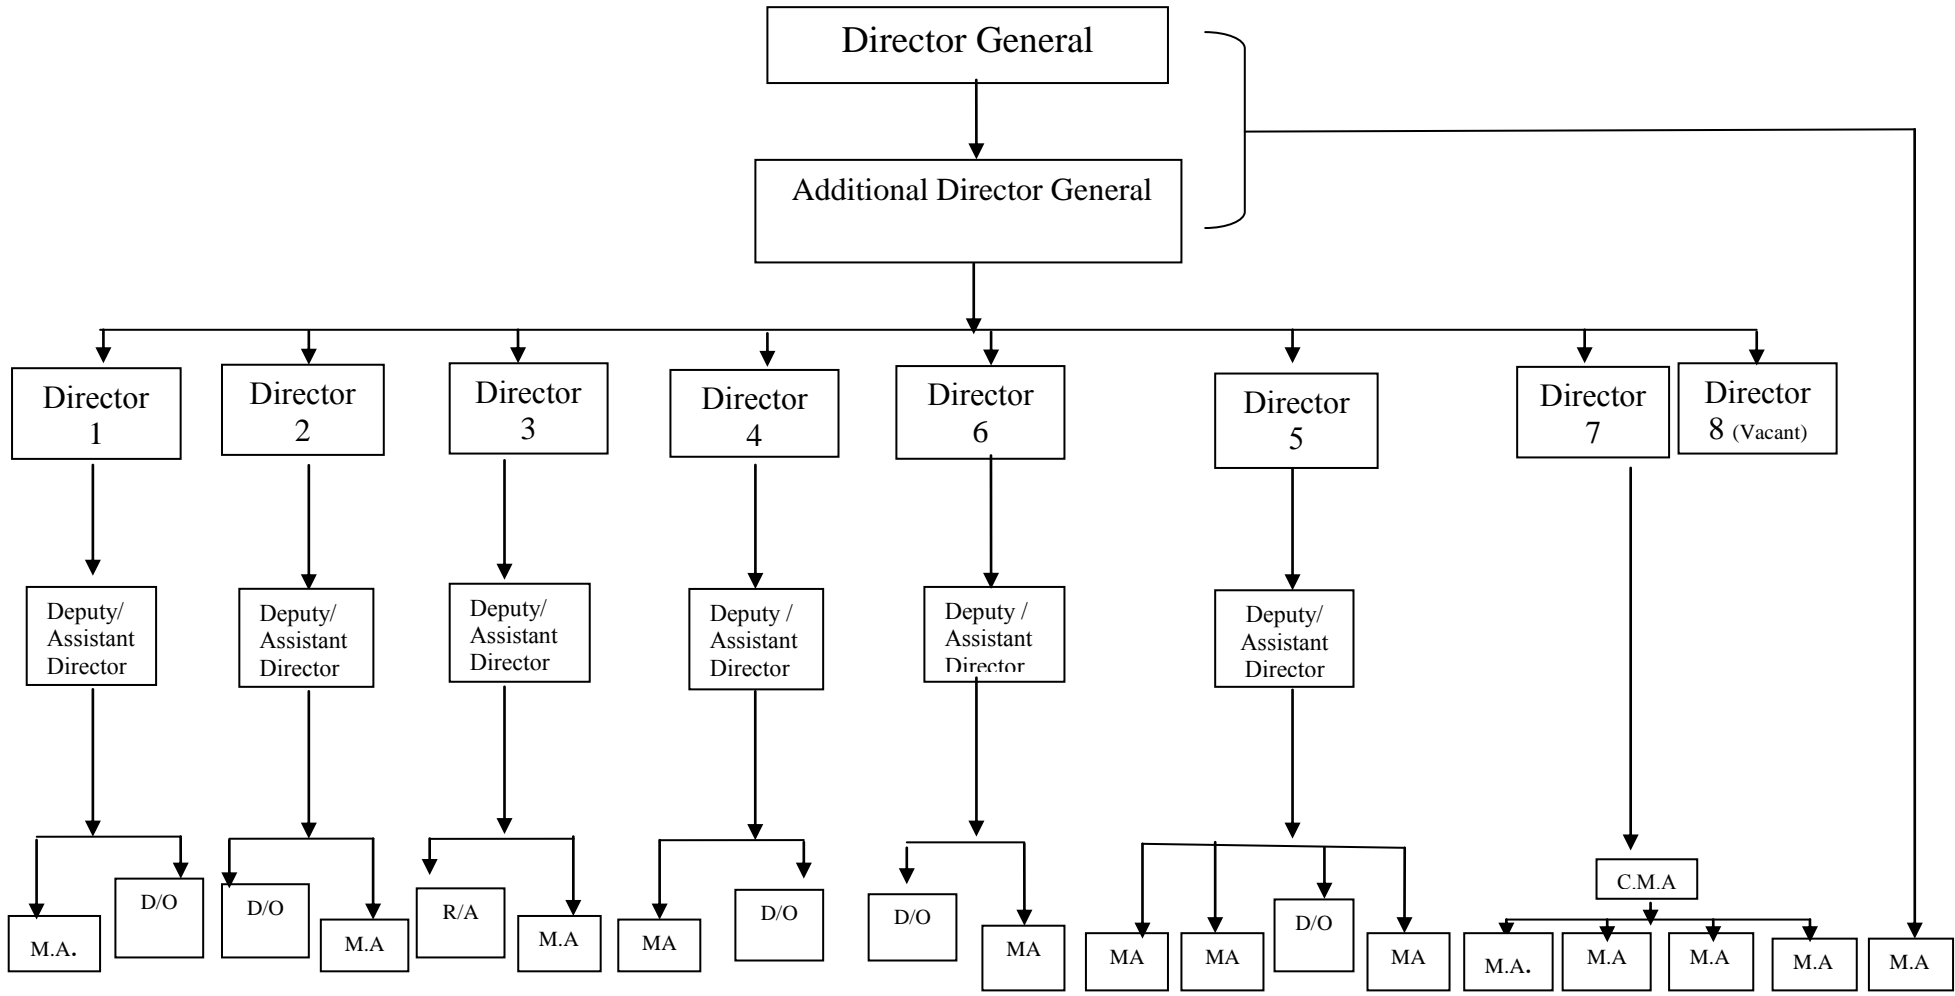 Director General
Additional Director General
Director
1
Director
2
Director
3
Director
4
Director
6
Director
5
Director
7
Director
8 (Vacant)
Deputy/
Assistant
Director
Deputy/
Assistant
Director
Deputy/
Assistant
Director
Deputy /
Assistant
Director
Deputy /
Assistant
Director
Deputy/
Assistant
Director
M.A.
D/O
D/O
M.A
R/A
M.A
MA
D/O
D/O
MA
MA
MA
D/O
MA
C.M.A
M.A.
M.A
M.A
M.A
M.A